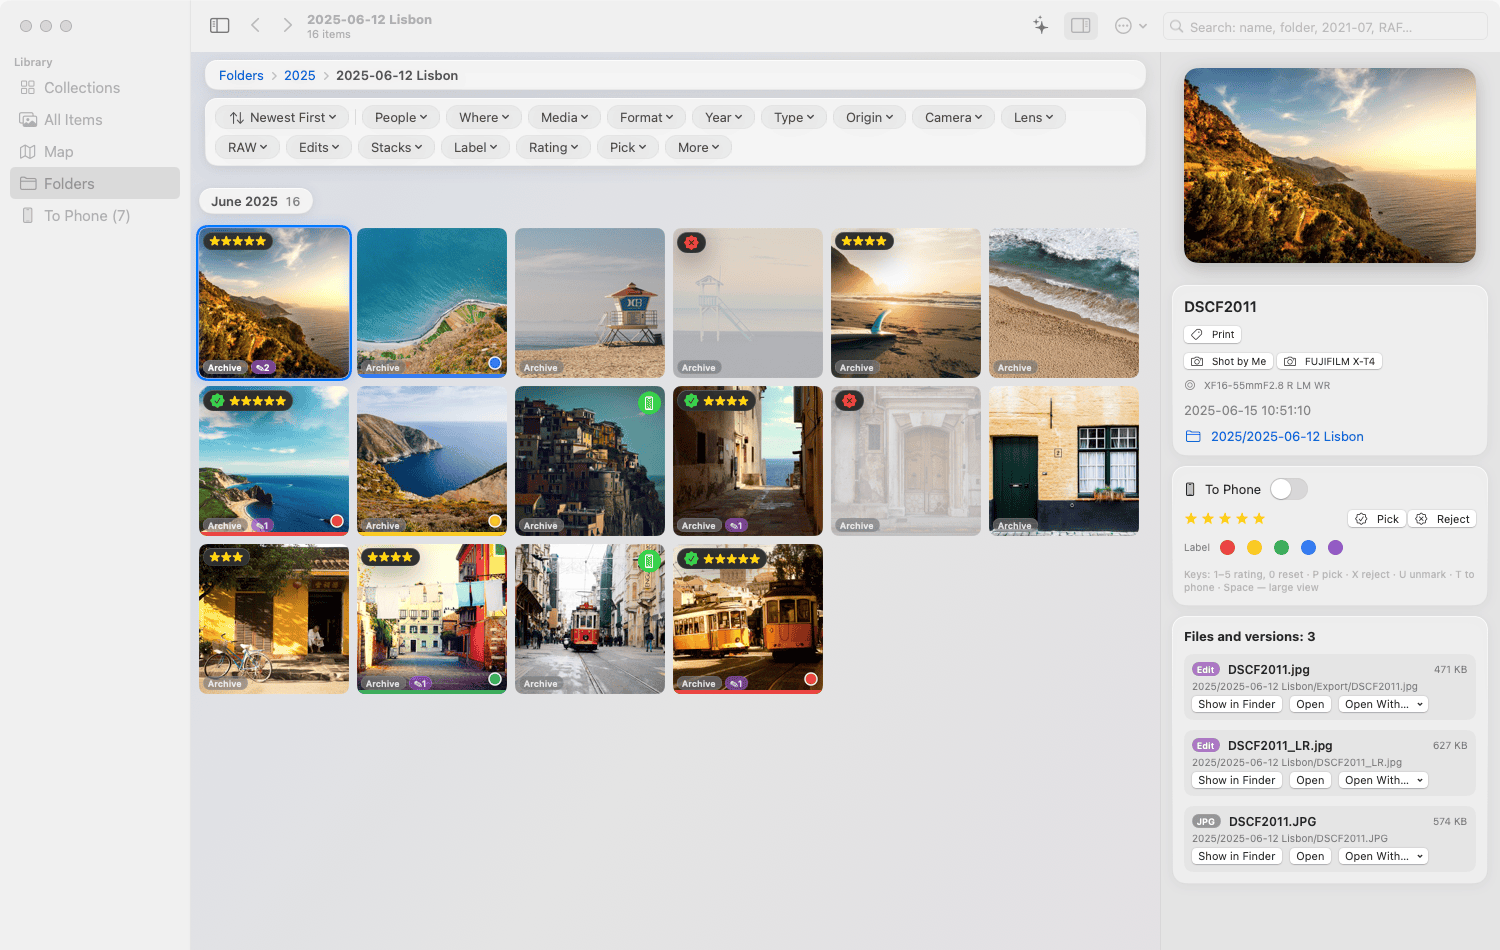 2025-06-12 Lisbon
16 items
Search: name, folder, 2021-07, RAF...
Library
Collections
All Items
Map
Folders
To Phone (7)
Folders > 2025 > 2025-06-12 Lisbon
Newest First People Where Media Format Year Type Origin Camera Lens
RAW Edits Stacks Label Rating Pick More
June 2025 16
Archive 2
Archive
Archive
Archive
Archive
Archive
Archive 1
Archive
Archive
Archive 1
Archive
Archive
Archive
Archive 1
Archive
Archive 1
DSCF2011
Print
Shot by Me FUJIFILM X-T4
XF16-55mmF2.8 R LM WR
2025-06-15 10:51:10
2025/2025-06-12 Lisbon
To Phone
Pick Reject
Label
Keys: 1–5 rating, 0 reset · P pick · X reject · U unmark · T to
phone · Space — large view
Files and versions: 3
Edit DSCF2011.jpg 471 KB
2025/2025-06-12 Lisbon/Export/DSCF2011.jpg
Show in Finder Open Open With...
Edit DSCF2011_LR.jpg 627 KB
2025/2025-06-12 Lisbon/DSCF2011_LR.jpg
Show in Finder Open Open With...
JPG DSCF2011.JPG 574 KB
2025/2025-06-12 Lisbon/DSCF2011.JPG
Show in Finder Open Open With...